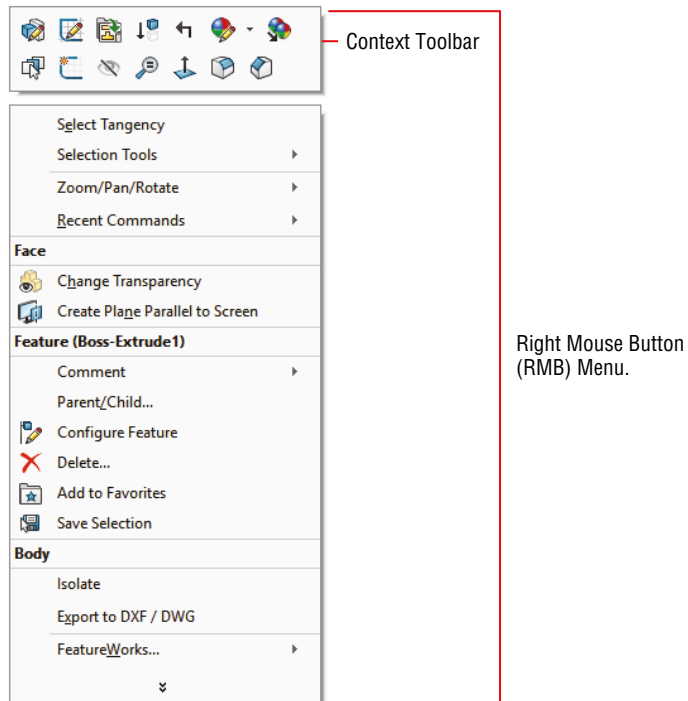 Context Toolbar
Select Tangency
Selection Tools
Zoom/Pan/Rotate
Recent Commands
Face
Change Transparency
Create Plane Parallel to Screen
Feature (Boss-Extrude1)
Right Mouse Button
(RMB) Menu.
Comment
Parent/Child...
Configure Feature
Delete...
Add to Favorites
Save Selection
Body
Isolate
Export to DXF / DWG
FeatureWorks...